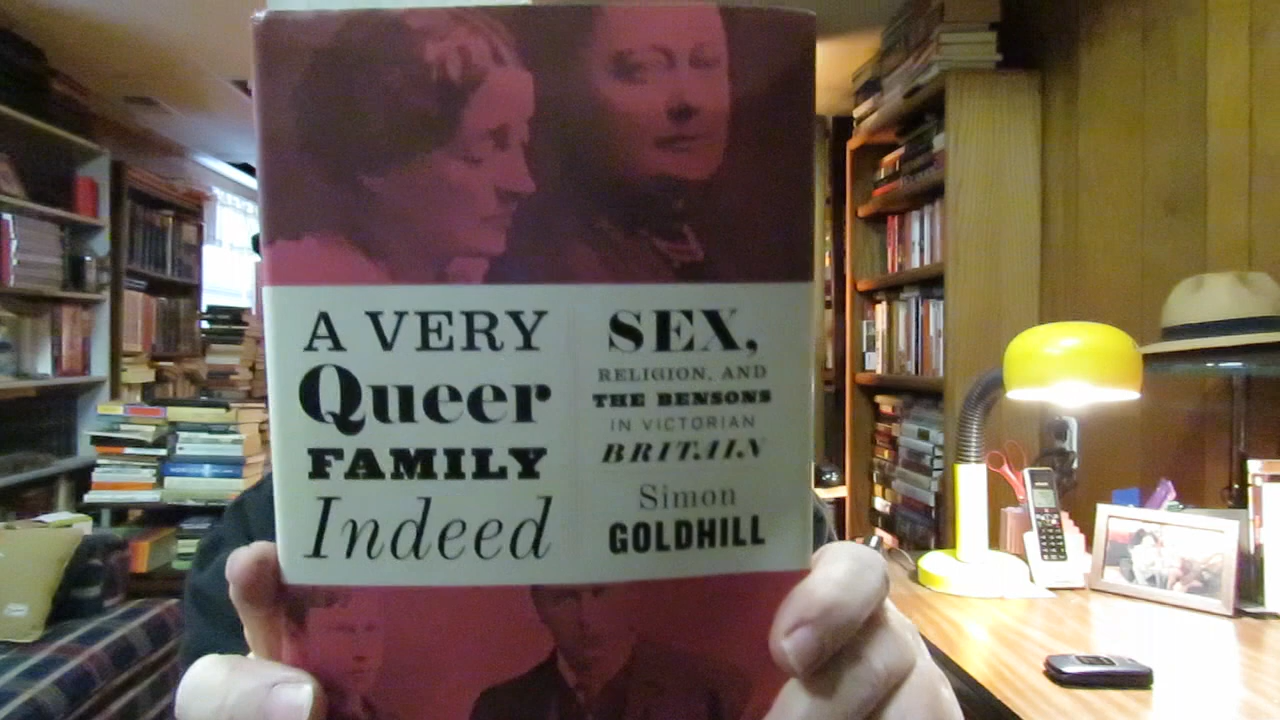 A VERY
Queer
FAMILY
Indeed
SEX,
RELIGION, AND
THE BENSONS
IN VICTORIAN
BRITAIN
Simon
GOLDHILL